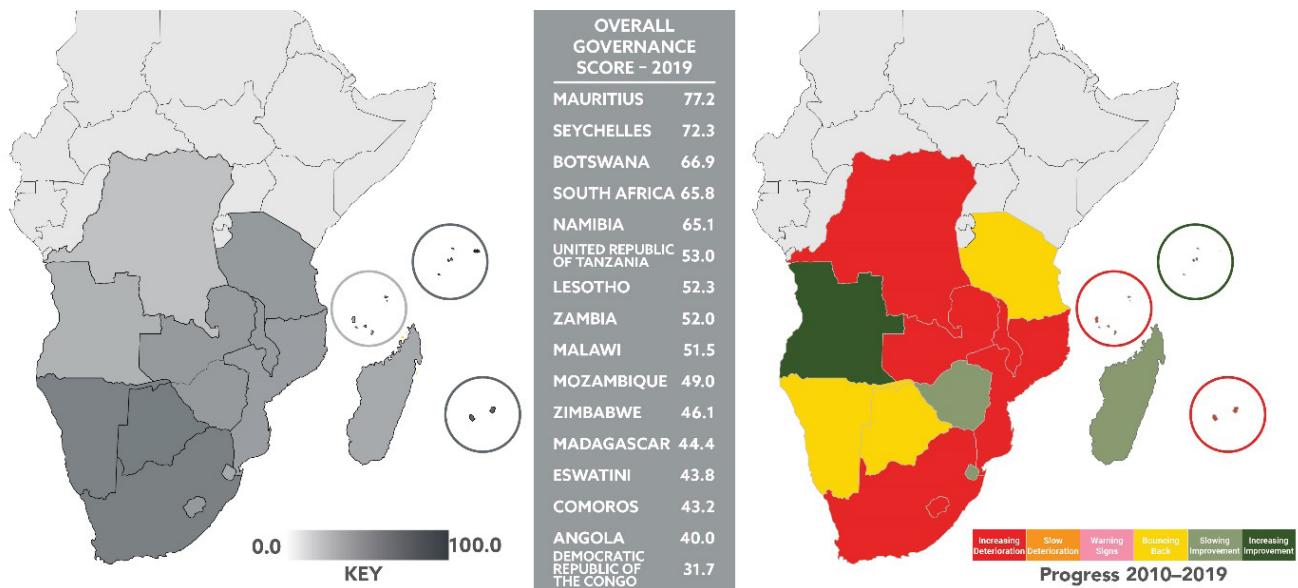 OVERALL
GOVERNANCE
SCORE – 2019
MAURITIUS 77.2
SEYCHELLES 72.3
BOTSWANA 66.9
SOUTH AFRICA 65.8
NAMIBIA 65.1
UNITED REPUBLIC
OF TANZANIA 53.0
LESOTHO 52.3
ZAMBIA 52.0
MALAWI 51.5
MOZAMBIQUE 49.0
ZIMBABWE 46.1
MADAGASCAR 44.4
ESWATINI 43.8
COMOROS 43.2
ANGOLA 40.0
DEMOCRATIC
REPUBLIC OF
THE CONGO 31.7
0.0 100.0
KEY
Increasing Deterioration
Slow Deterioration
Warning Signs
Bouncing Back
Slowing Improvement
Increasing Improvement
Progress 2010–2019